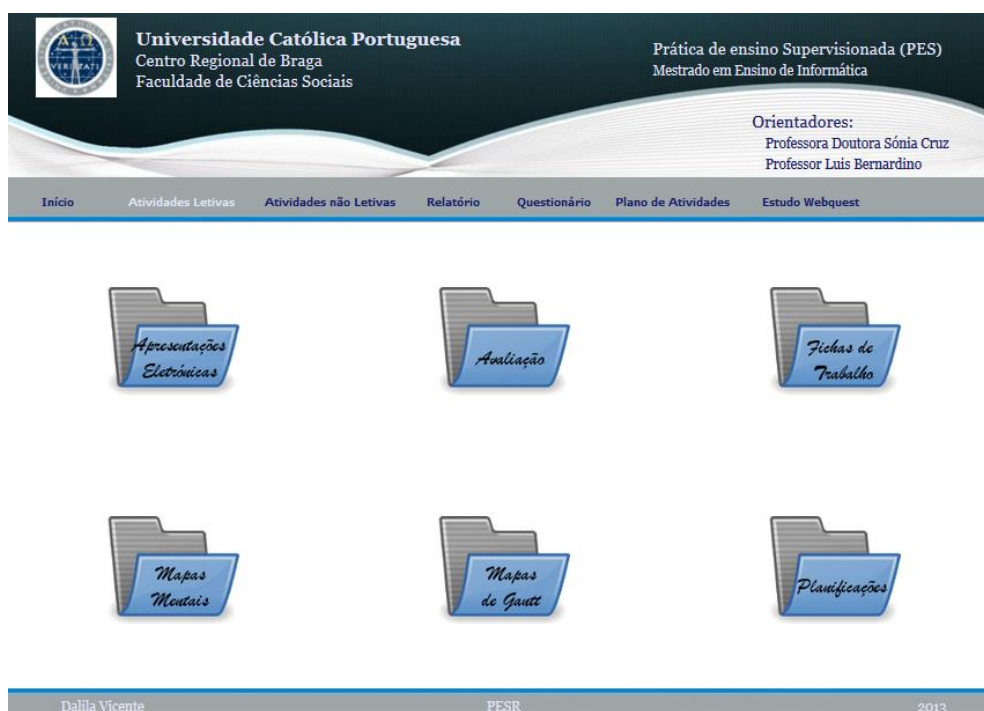 Universidade Católica Portuguesa
Centro Regional de Braga
Faculdade de Ciências Sociais
Prática de ensino Supervisionada (PES)
Mestrado em Ensino de Informática
Orientadores:
Professora Doutora Sónia Cruz
Professor Luis Bernardino
Início Atividades Letivas Atividades não Letivas Relatório Questionário Plano de Atividades Estudo Webquest
Apresentações
Eletrónicas
Avaliação
Fichas de
Trabalho
Mapas
Mentais
Mapas
de Gantt
Planificações
Dalila Vicente PESR 2013